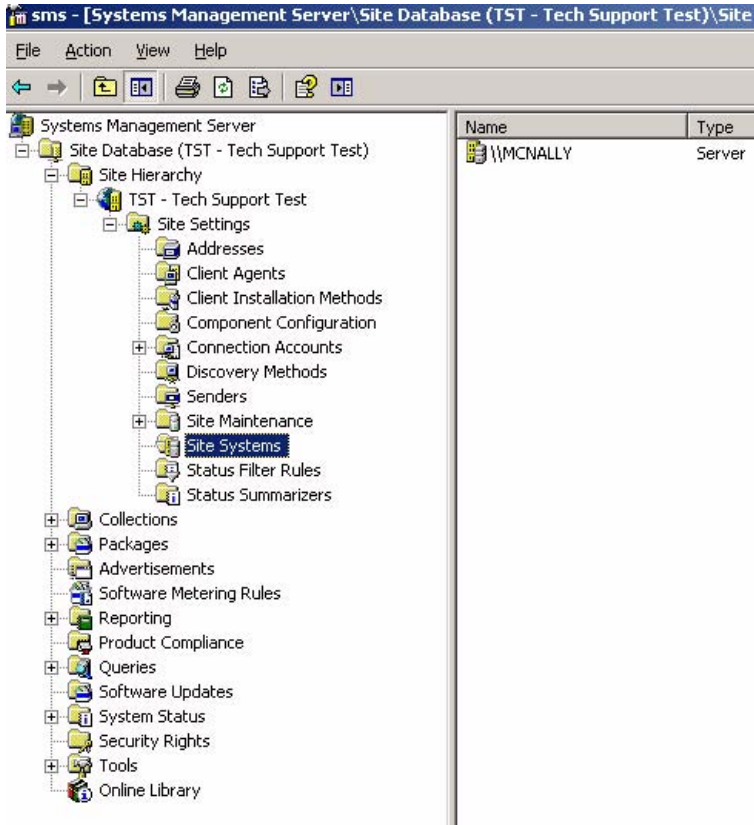 sms - [Systems Management Server\Site Database (TST - Tech Support Test)\Site
File Action View Help
Systems Management Server
Site Database (TST - Tech Support Test)
Site Hierarchy
TST - Tech Support Test
Site Settings
Addresses
Client Agents
Client Installation Methods
Component Configuration
Connection Accounts
Discovery Methods
Senders
Site Maintenance
Site Systems
Status Filter Rules
Status Summarizers
Collections
Packages
Advertisements
Software Metering Rules
Reporting
Product Compliance
Queries
Software Updates
System Status
Security Rights
Tools
Online Library
Name Type
\\MCNALLY Server